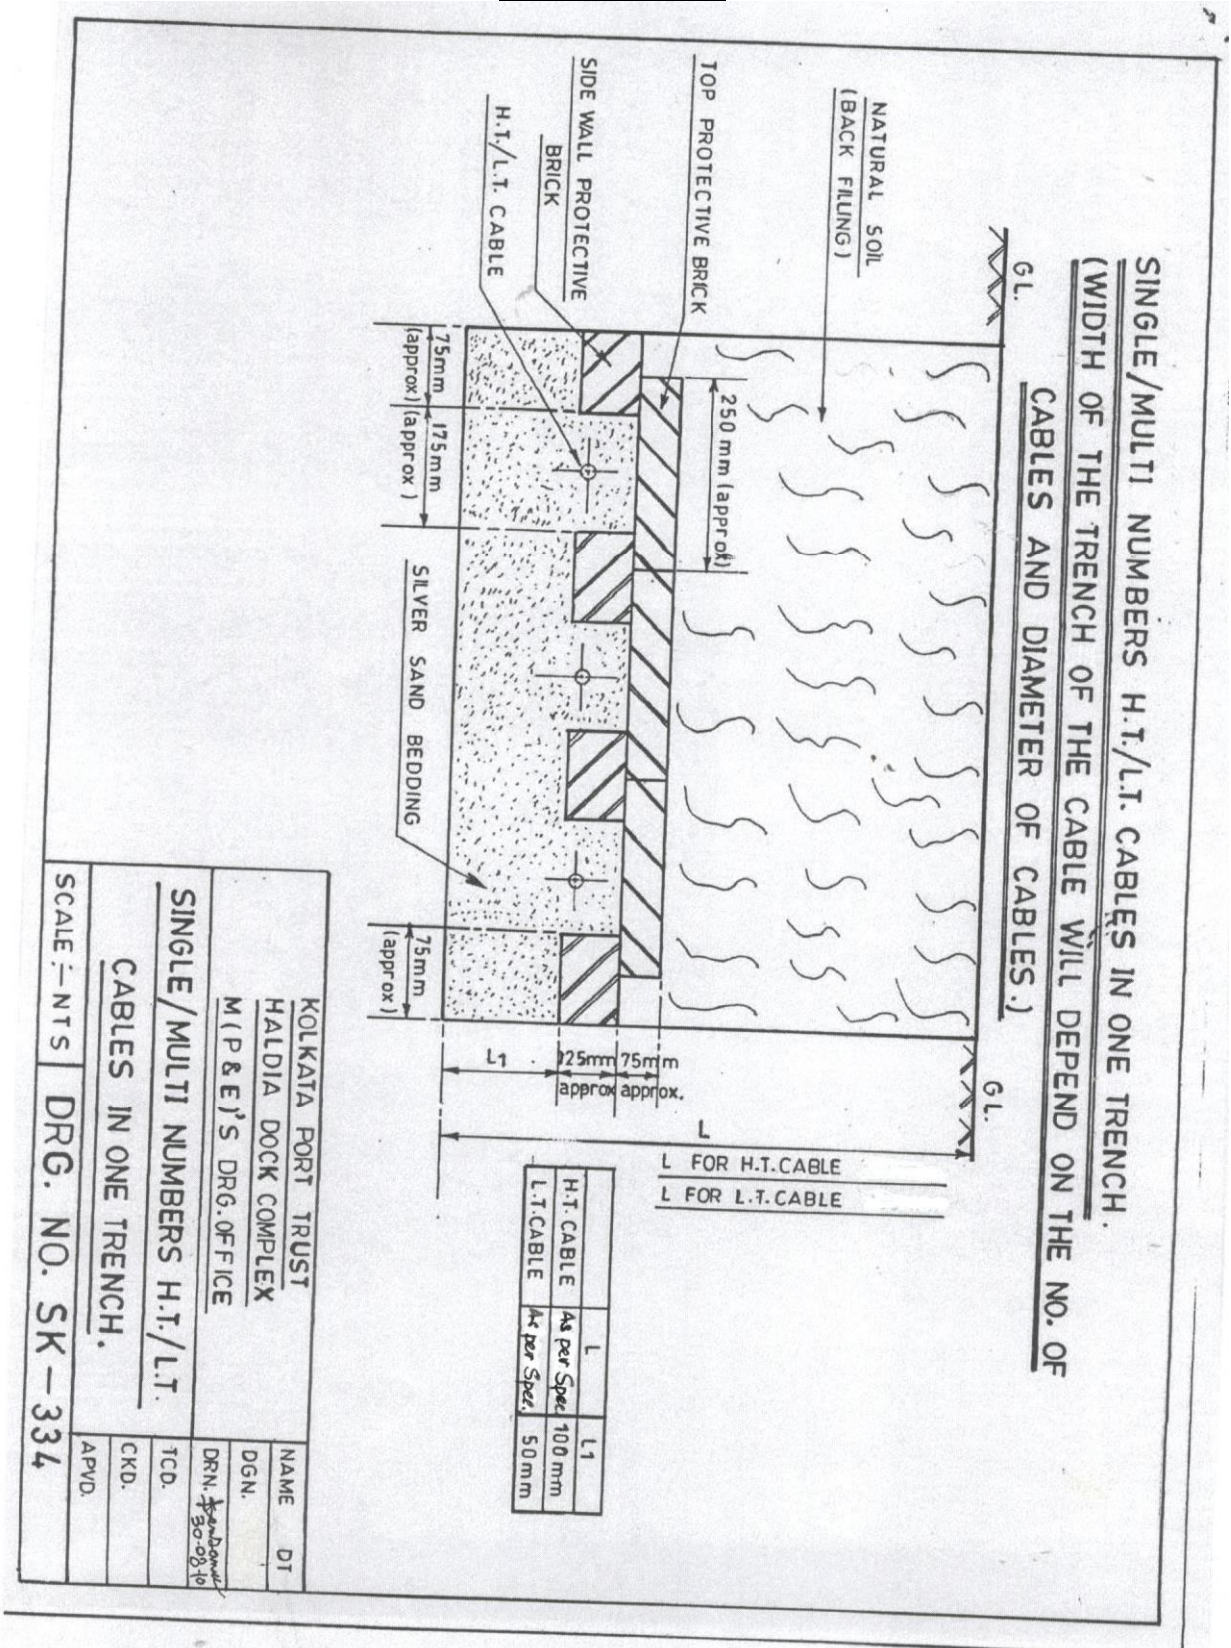 SINGLE/MULTI NUMBERS H.T./L.T. CABLES IN ONE TRENCH.
(WIDTH OF THE TRENCH OF THE CABLE WILL DEPEND ON THE NO. OF
CABLES AND DIAMETER OF CABLES.)
GL.
GL.
NATURAL SOIL
(BACK FILLING)
TOP PROTECTIVE BRICK
250 mm (approx)
SIDE WALL PROTECTIVE
BRICK
H.T./L.T. CABLE
75mm
(approx)
175mm
(approx)
SILVER SAND BEDDING
75mm
(approx)
L1
125mm
approx
75mm
approx.
L
L FOR H.T.CABLE
L FOR L.T.CABLE
L L1
H.T. CABLE As per Spec 100mm
L.T.CABLE As per Spec. 50mm
KOLKATA PORT TRUST
HALDIA DOCK COMPLEX
M(P & E)'S DRG.OFFICE
SINGLE/MULTI NUMBERS H.T./L.T.
CABLES IN ONE TRENCH.
SCALE :- NTS
DRG. NO. SK-334
NAME DT
DGN.
DRN. 30-08-10
TCD.
CKD.
APVD.